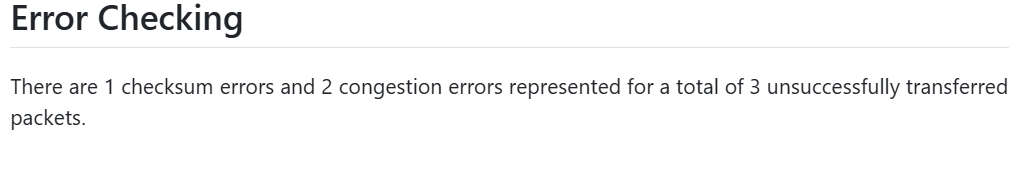 Error Checking
There are 1 checksum errors and 2 congestion errors represented for a total of 3 unsuccessfully transferred
packets.